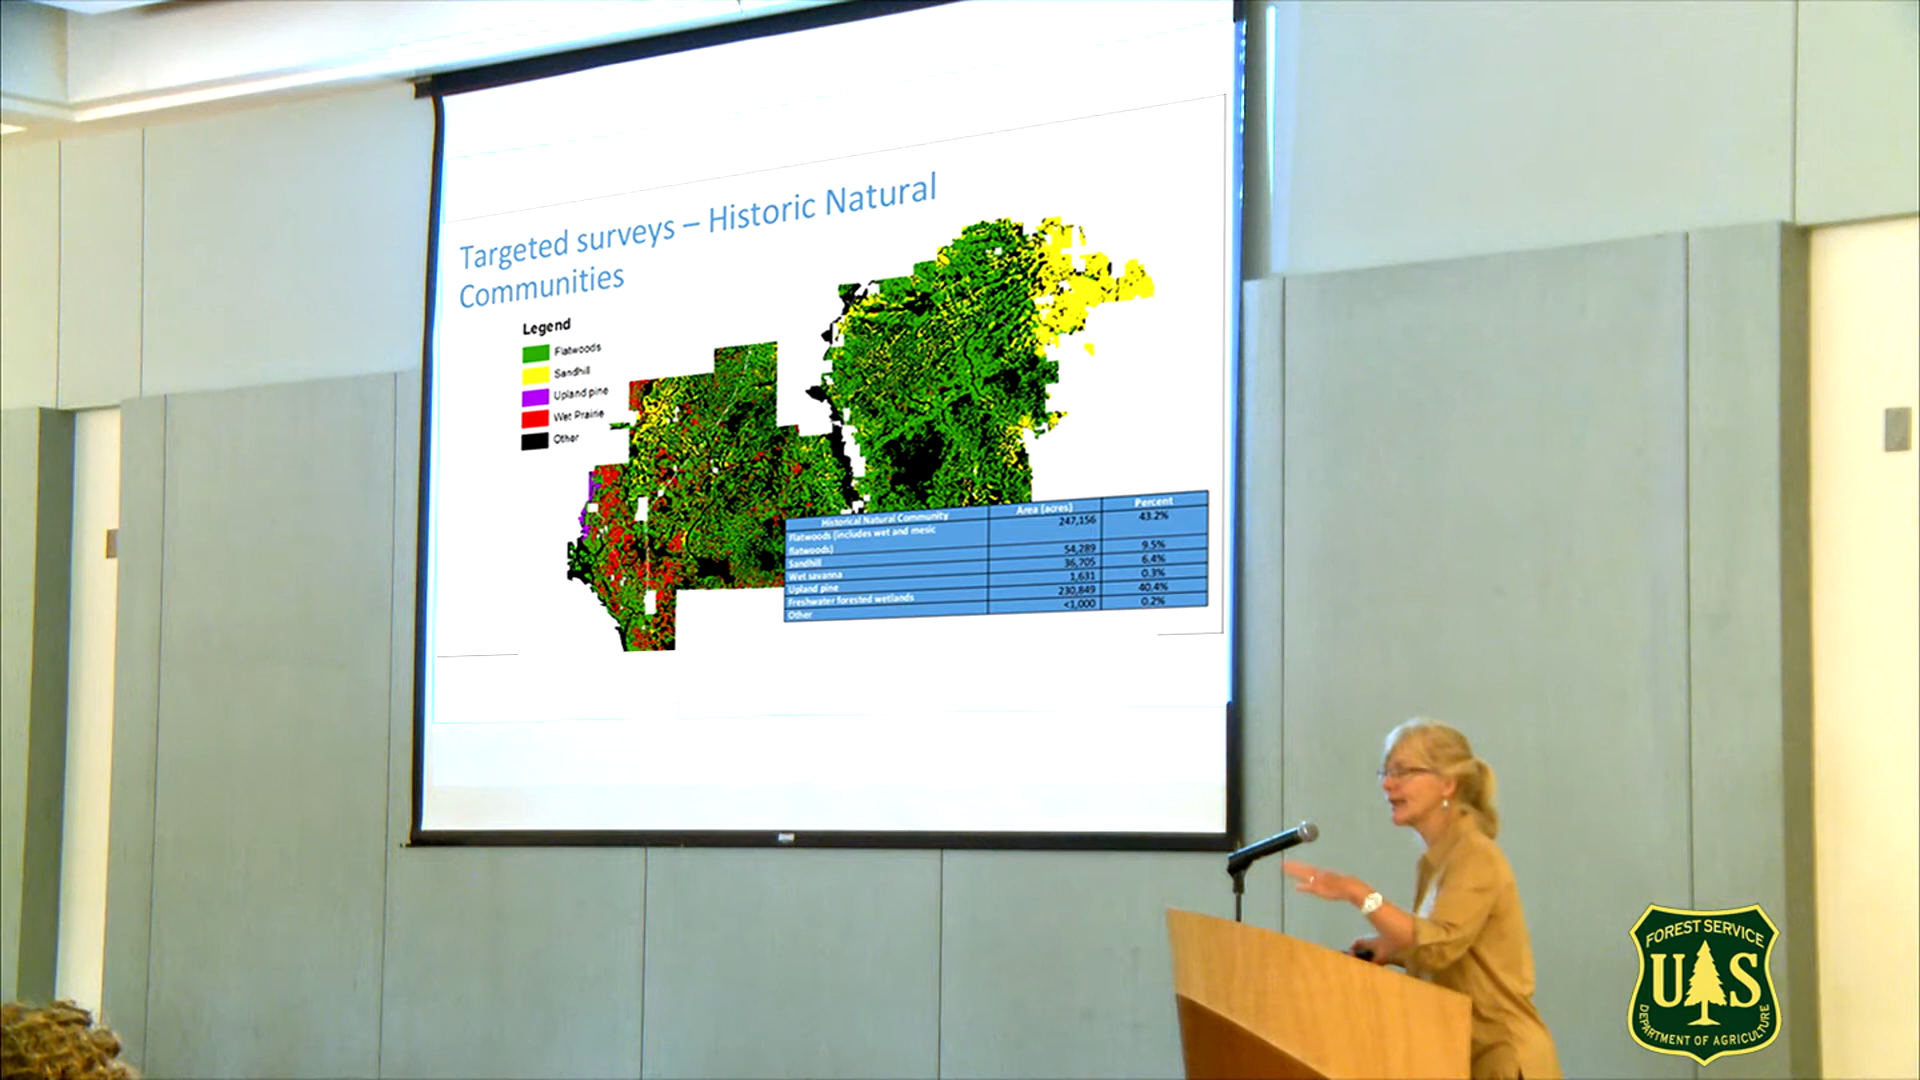 Targeted surveys – Historic Natural
Communities
Legend
Flatwoods
Sandhill
Upland pine
Wet Prairie
Other
Historical Natural Community Area (acres) Percent
Flatwoods (includes wet and mesic
flatwoods) 247,156 43.2%
Sandhill 54,289 9.5%
Wet savanna 36,705 6.4%
Upland pine 1,631 0.3%
Freshwater forested wetlands 230,849 40.4%
Other <1,000 0.2%
FOREST SERVICE
U S
DEPARTMENT OF AGRICULTURE